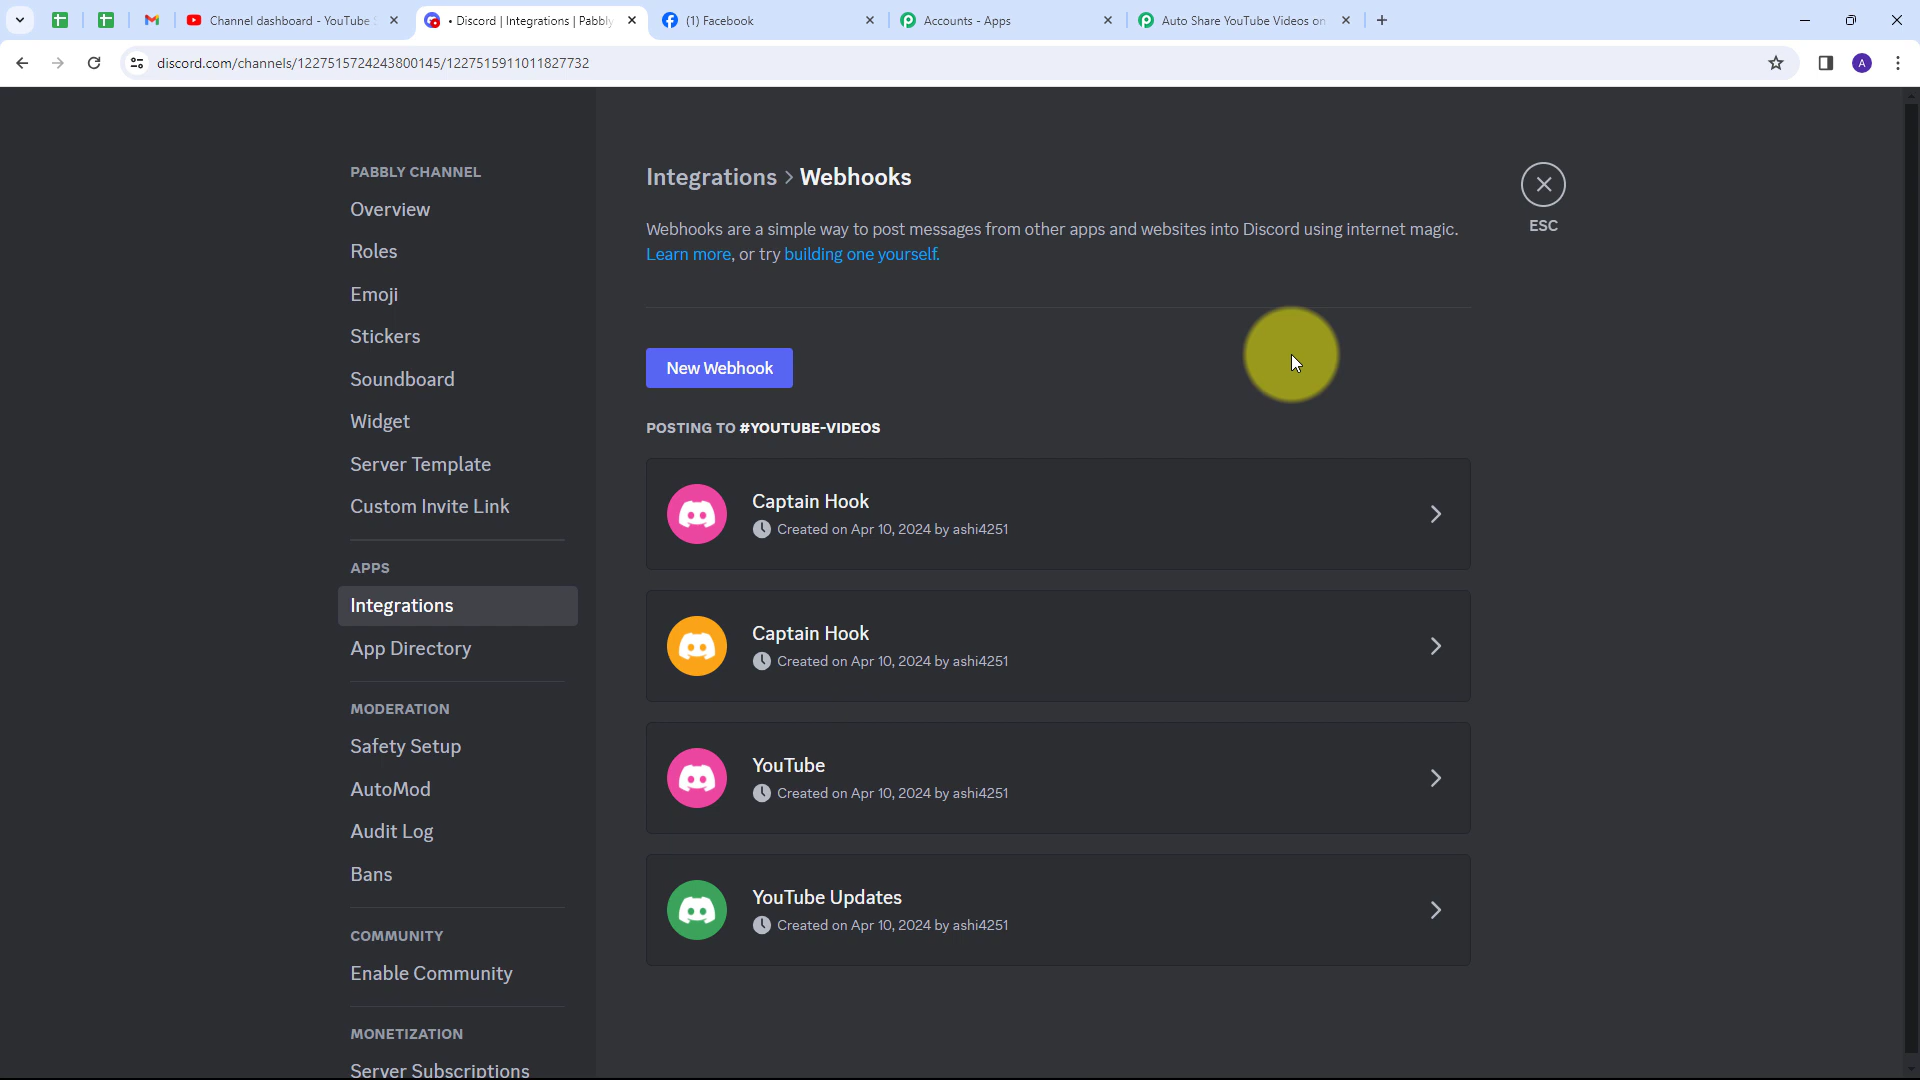 Channel dashboard - YouTube S
• Discord | Integrations | Pabbly
(1) Facebook
Accounts - Apps
Auto Share YouTube Videos on
discord.com/channels/1227515724243800145/1227515911011827732
A
PABBLY CHANNEL
Overview
Roles
Emoji
Stickers
Soundboard
Widget
Server Template
Custom Invite Link
APPS
Integrations
App Directory
MODERATION
Safety Setup
AutoMod
Audit Log
Bans
COMMUNITY
Enable Community
MONETIZATION
Server Subscriptions
Integrations > Webhooks
Webhooks are a simple way to post messages from other apps and websites into Discord using internet magic.
Learn more, or try building one yourself.
New Webhook
POSTING TO #YOUTUBE-VIDEOS
Captain Hook
Created on Apr 10, 2024 by ashi4251
Captain Hook
Created on Apr 10, 2024 by ashi4251
YouTube
Created on Apr 10, 2024 by ashi4251
YouTube Updates
Created on Apr 10, 2024 by ashi4251
ESC